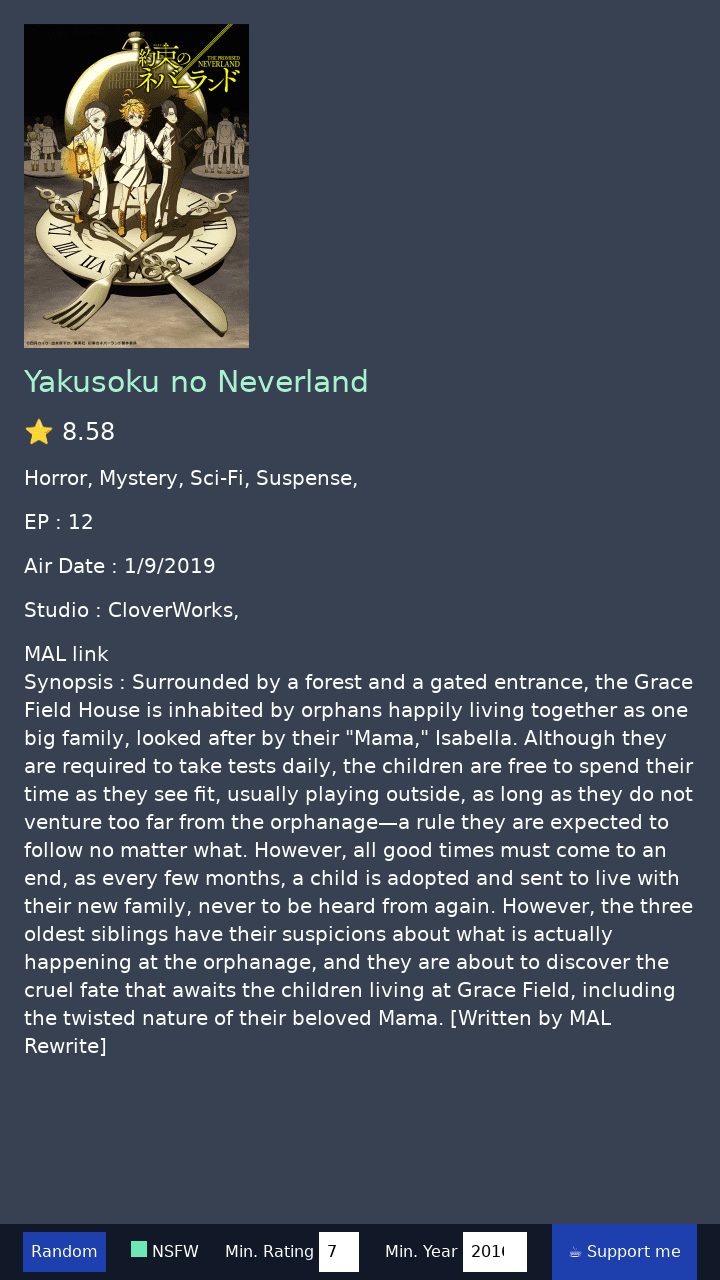 約束の
ネバーランド
THE PROMISED
NEVERLAND
Yakusoku no Neverland
⭐ 8.58
Horror, Mystery, Sci-Fi, Suspense,
EP : 12
Air Date : 1/9/2019
Studio : CloverWorks,
MAL link
Synopsis : Surrounded by a forest and a gated entrance, the Grace
Field House is inhabited by orphans happily living together as one
big family, looked after by their "Mama," Isabella. Although they
are required to take tests daily, the children are free to spend their
time as they see fit, usually playing outside, as long as they do not
venture too far from the orphanage—a rule they are expected to
follow no matter what. However, all good times must come to an
end, as every few months, a child is adopted and sent to live with
their new family, never to be heard from again. However, the three
oldest siblings have their suspicions about what is actually
happening at the orphanage, and they are about to discover the
cruel fate that awaits the children living at Grace Field, including
the twisted nature of their beloved Mama. [Written by MAL
Rewrite]
Random NSFW Min. Rating 7 Min. Year 2010 ☕ Support me